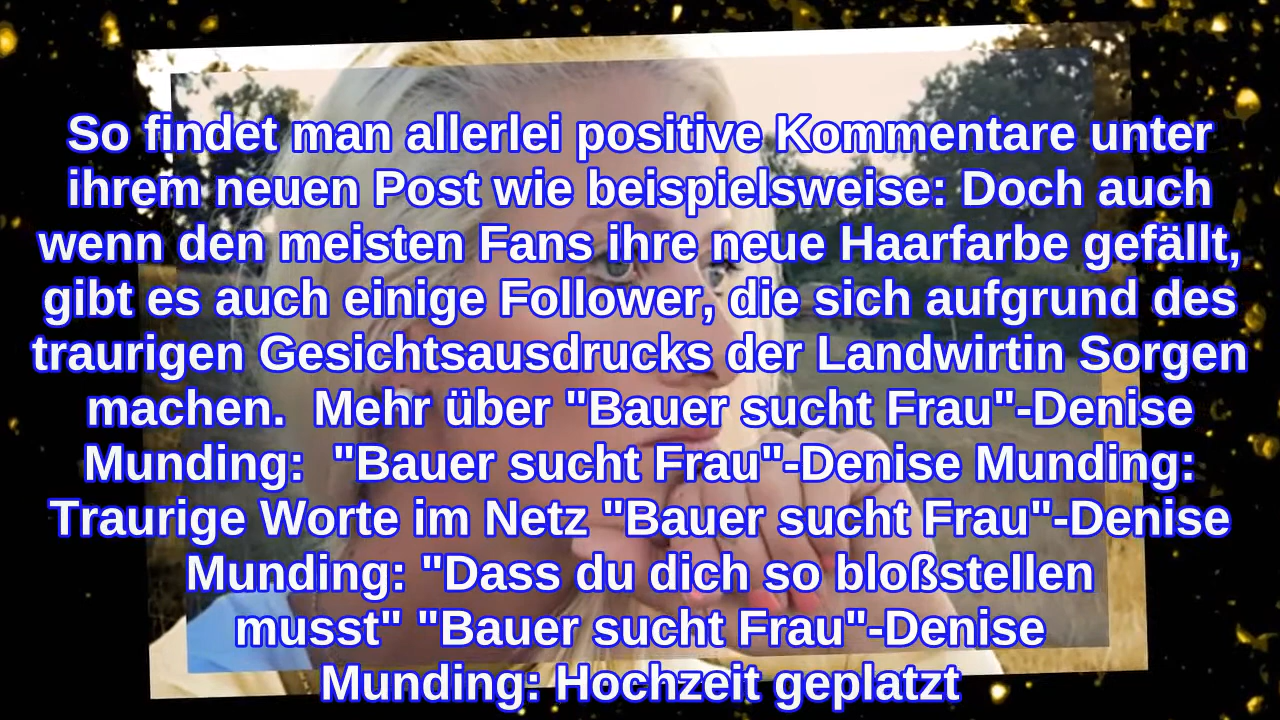 So findet man allerlei positive Kommentare unter
ihrem neuen Post wie beispielsweise: Doch auch
wenn den meisten Fans ihre neue Haarfarbe gefällt,
gibt es auch einige Follower, die sich aufgrund des
traurigen Gesichtsausdrucks der Landwirtin Sorgen
machen.  Mehr über "Bauer sucht Frau"-Denise
Munding:  "Bauer sucht Frau"-Denise Munding:
Traurige Worte im Netz "Bauer sucht Frau"-Denise
Munding: "Dass du dich so bloßstellen
musst" "Bauer sucht Frau"-Denise
Munding: Hochzeit geplatzt